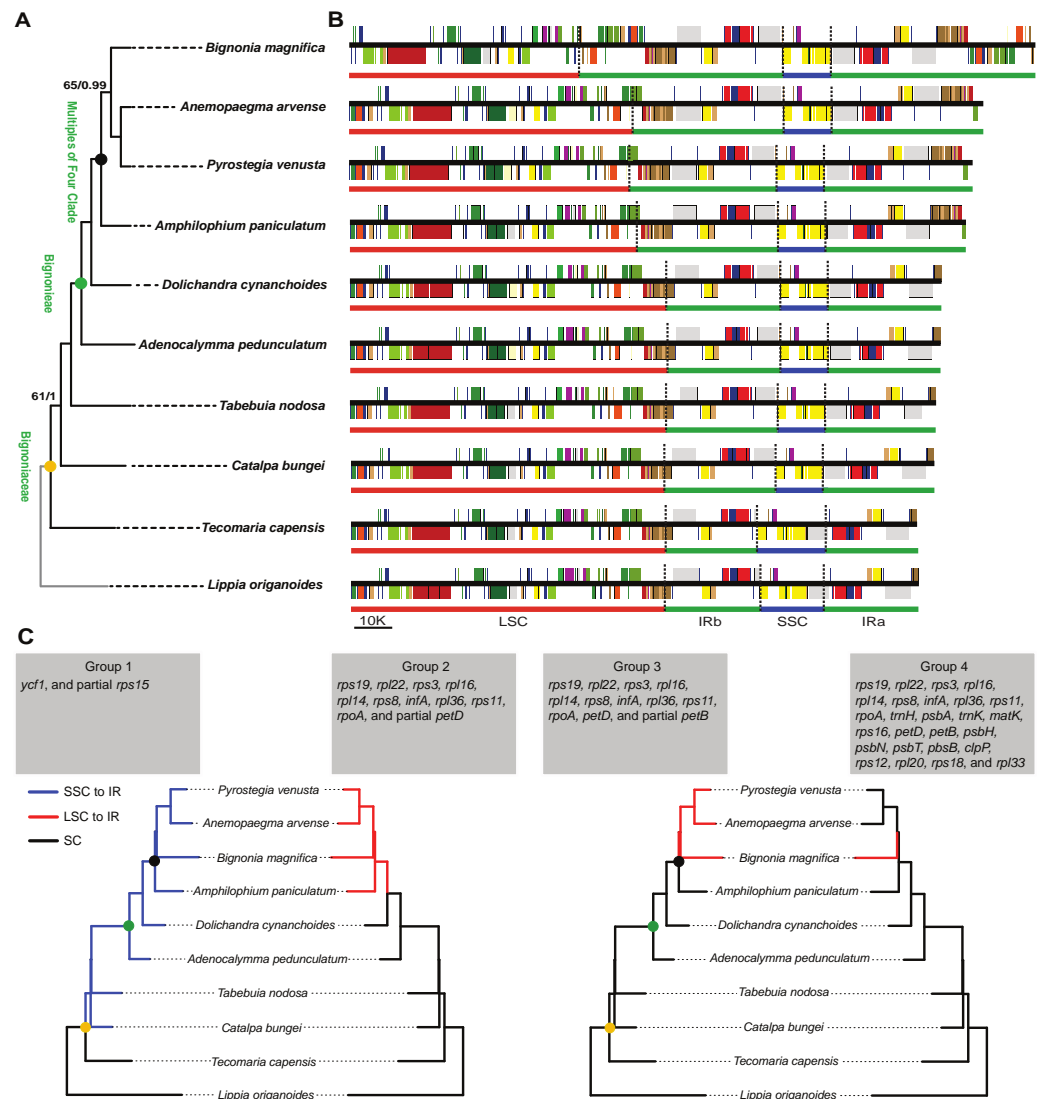 A
B
65/0.99
Multiples of Four Clade
Bignonieae
61/1
Bignoniaceae
Bignonia magnifica
Anemopaegma arvense
Pyrostegia venusta
Amphilophium paniculatum
Dolichandra cynanchoides
Adenocalymma pedunculatum
Tabebuia nodosa
Catalpa bungei
Tecomaria capensis
Lippia origanoides
10K
LSC
IRb
SSC
IRa
C
Group 1
ycf1, and partial rps15
Group 2
rps19, rpl22, rps3, rpl16,
rpl14, rps8, infA, rpl36, rps11,
rpoA, and partial petD
Group 3
rps19, rpl22, rps3, rpl16,
rpl14, rps8, infA, rpl36, rps11,
rpoA, petD, and partial petB
Group 4
rps19, rpl22, rps3, rpl16,
rpl14, rps8, infA, rpl36, rps11,
rpoA, trnH, psbA, trnK, matK,
rps16, petD, petB, psbH,
psbN, psbT, pbsB, clpP,
rps12, rpl20, rps18, and rpl33
SSC to IR
LSC to IR
SC
Pyrostegia venusta
Anemopaegma arvense
Bignonia magnifica
Amphilophium paniculatum
Dolichandra cynanchoides
Adenocalymma pedunculatum
Tabebuia nodosa
Catalpa bungei
Tecomaria capensis
Lippia origanoides
Pyrostegia venusta
Anemopaegma arvense
Bignonia magnifica
Amphilophium paniculatum
Dolichandra cynanchoides
Adenocalymma pedunculatum
Tabebuia nodosa
Catalpa bungei
Tecomaria capensis
Lippia origanoides